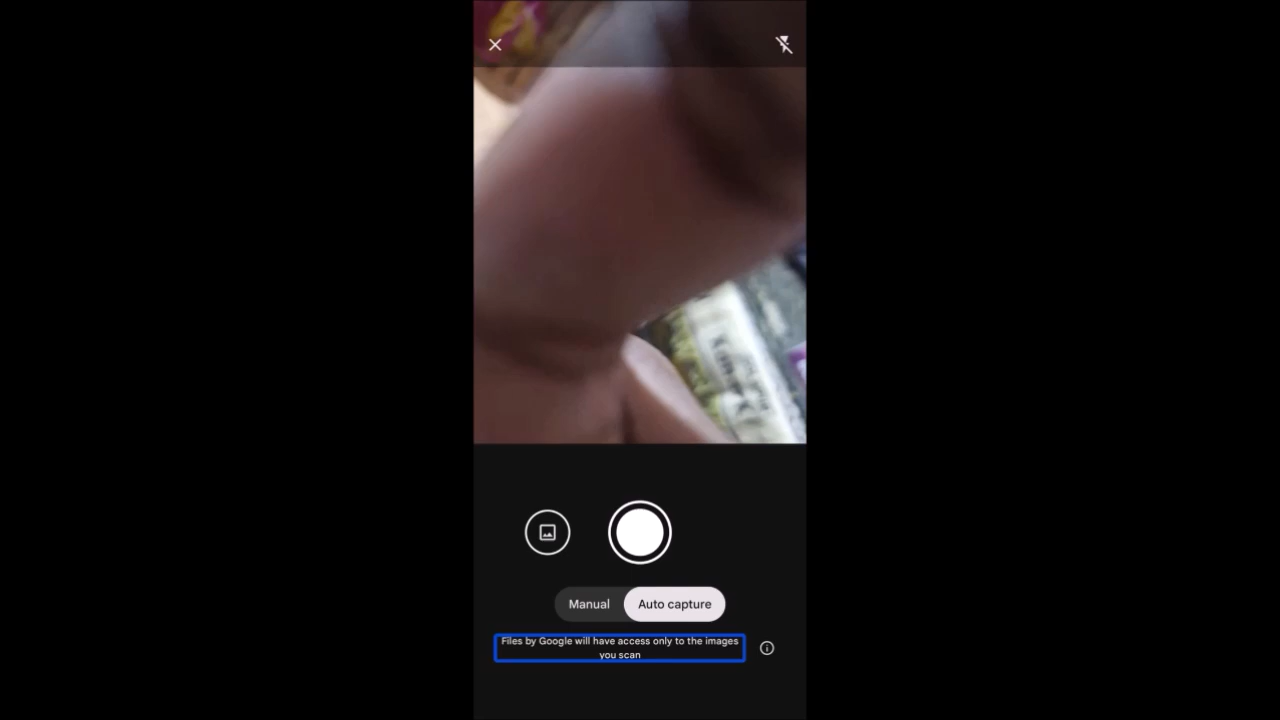 Manual
Auto capture
Files by Google will have access only to the images
you scan